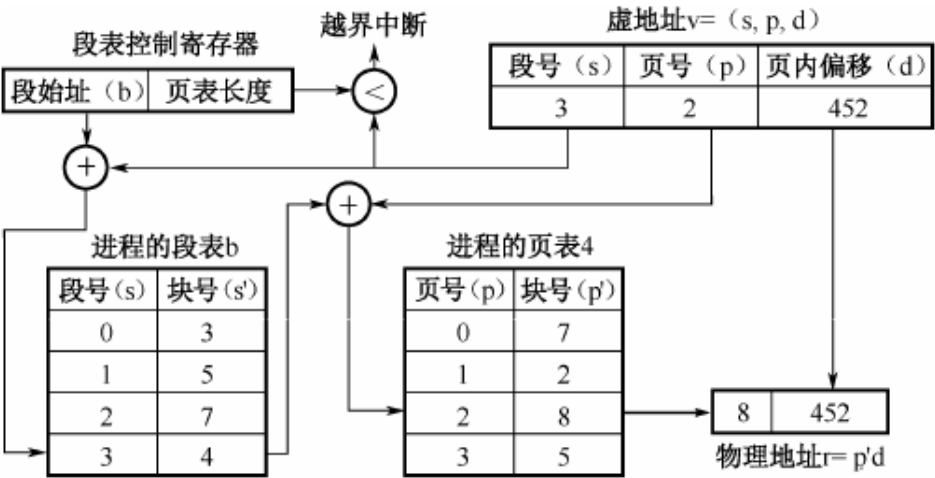 越界中断
虚地址v=（s, p, d）
段表控制寄存器
段始址（b） 页表长度
<
段号（s） 页号（p） 页内偏移（d）
3 2 452
+
+
进程的段表b
段号(s) 块号(s')
0 3
1 5
2 7
3 4
进程的页表4
页号(p) 块号(p')
0 7
1 2
2 8
3 5
8 452
物理地址r= p'd